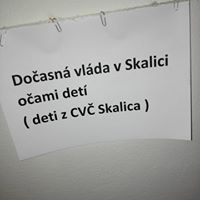 Dočasná vláda v Skalici
očami detí
( deti z CVČ Skalica )